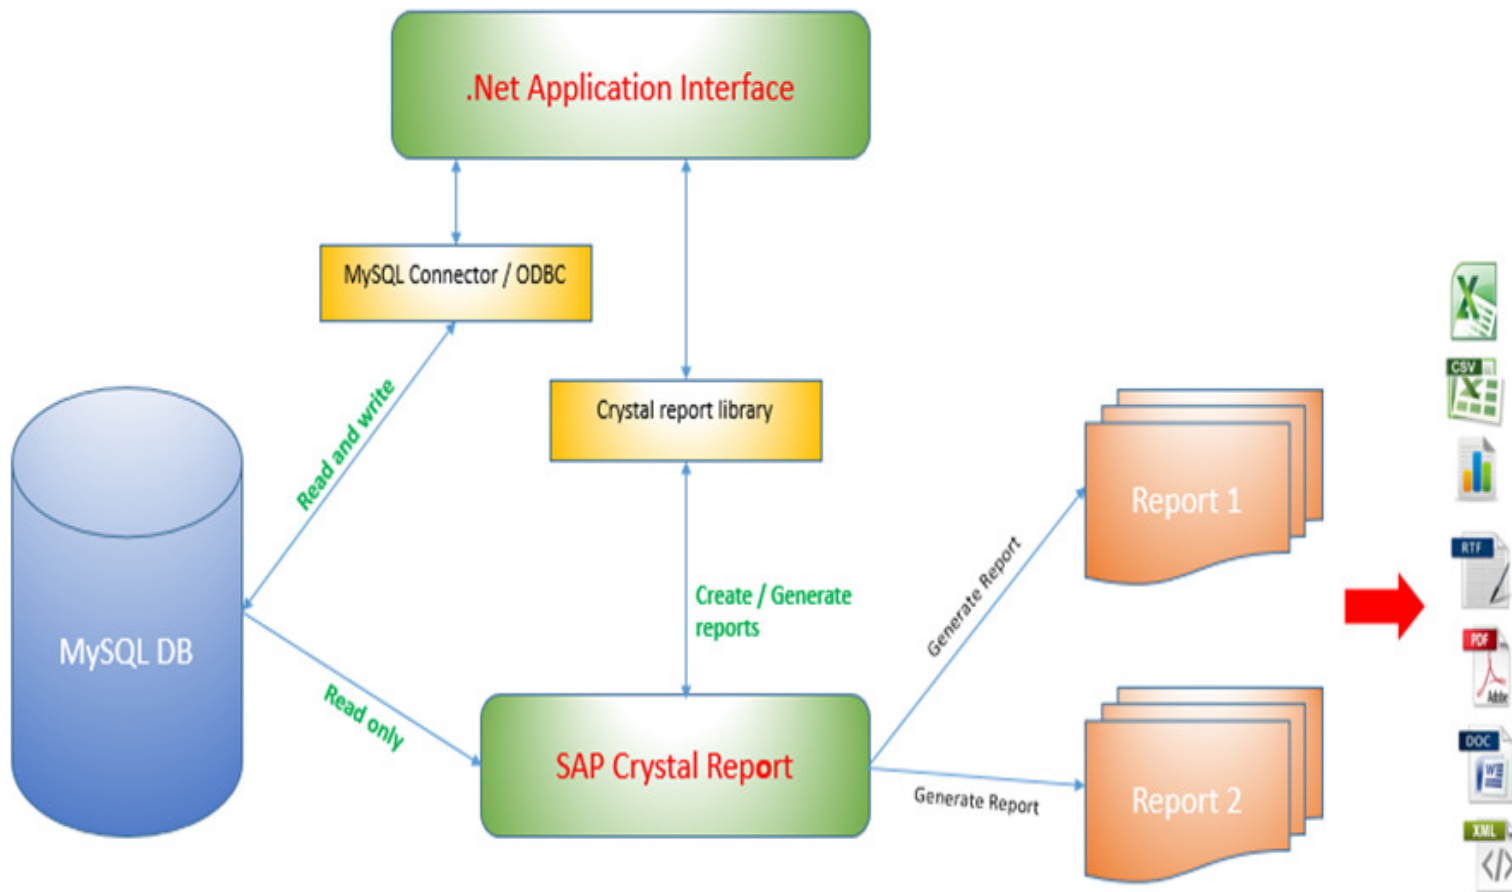 .Net Application Interface
MySQL Connector / ODBC
Read and write
Crystal report library
MySQL DB
Read only
Create / Generate
reports
SAP Crystal Report
Generate Report
Generate Report
Report 1
Report 2
X
CSV
X
RTF
PDF
Adobe
DOC
W
XML
</>